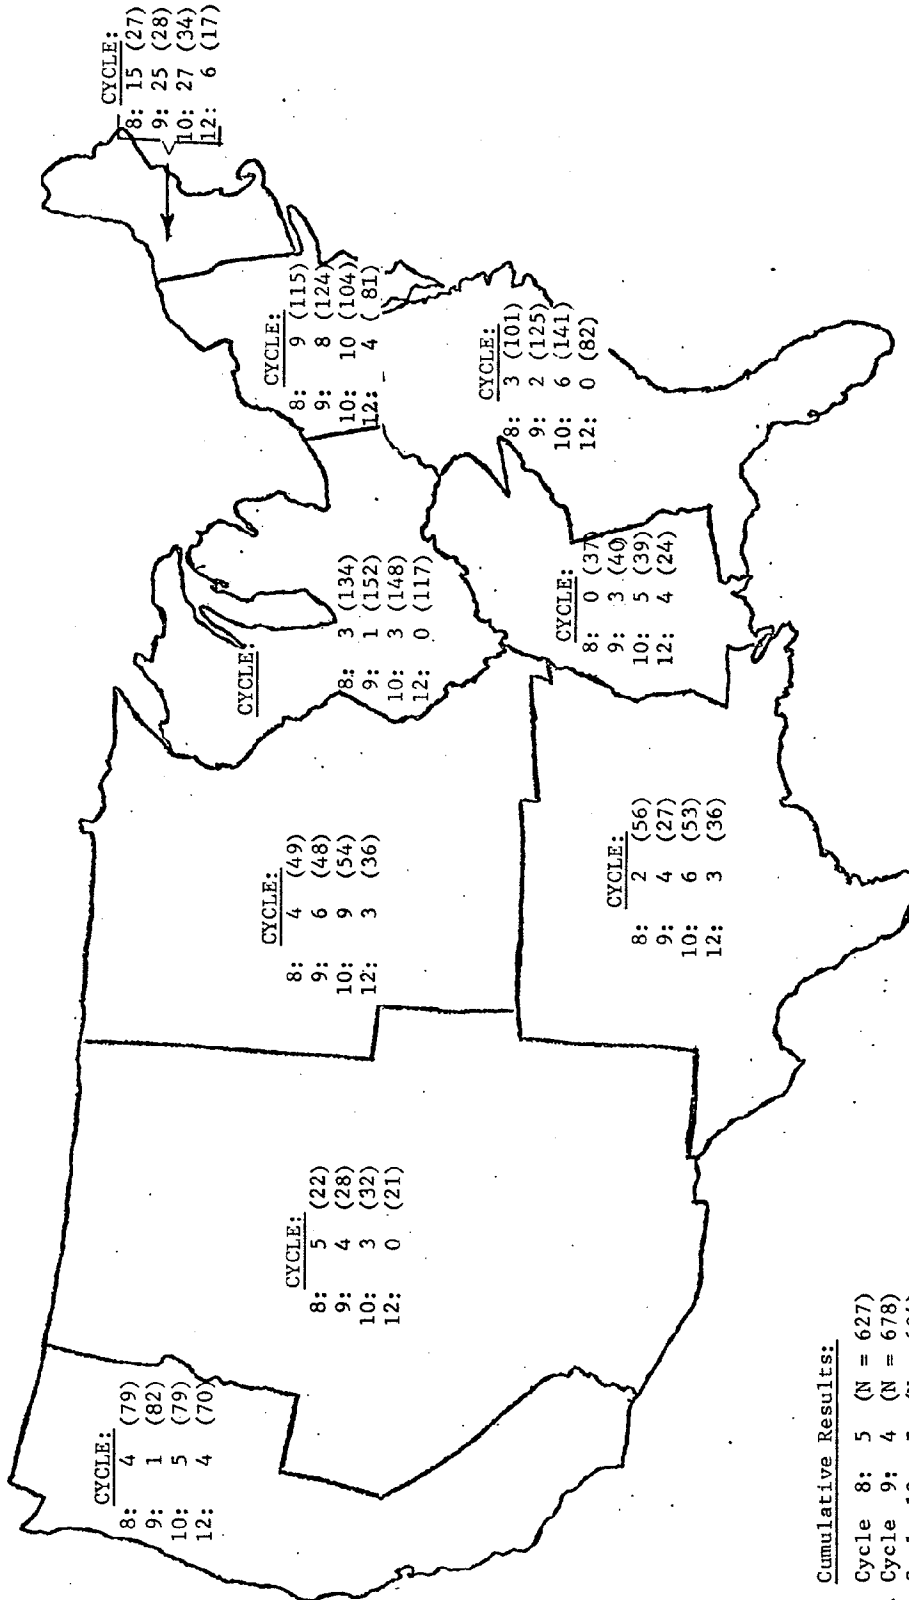 CYCLE:
8: 4 (79)
9: 1 (82)
10: 5 (79)
12: 4 (70)
CYCLE:
8: 5 (22)
9: 4 (28)
10: 3 (32)
12: 0 (21)
CYCLE:
8: 4 (49)
9: 6 (48)
10: 9 (54)
12: 3 (36)
CYCLE:
8: 3 (134)
9: 1 (152)
10: 3 (148)
12: 0 (117)
CYCLE:
8: 9 (115)
9: 8 (124)
10: 10 (104)
12: 4 ( 81)
CYCLE:
8: 15 (27)
9: 25 (28)
10: 27 (34)
12: 6 (17)
CYCLE:
8: 2 (56)
9: 4 (27)
10: 6 (53)
12: 3 (36)
CYCLE:
8: 0 (37)
9: 3 (40)
10: 5 (39)
12: 4 (24)
CYCLE:
8: 3 (101)
9: 2 (125)
10: 6 (141)
12: 0 (82)
Cumulative Results:
Cycle 8: 5 (N = 627)
Cycle 9: 4 (N = 678)